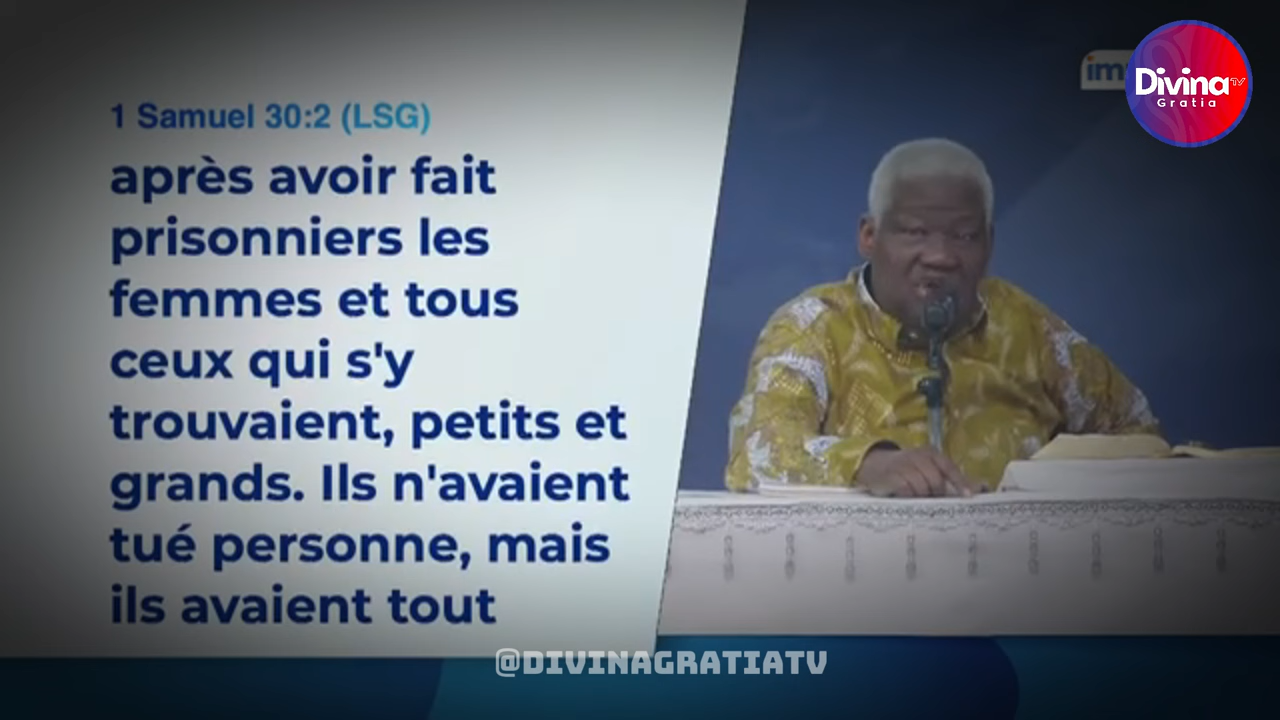 1 Samuel 30:2 (LSG)
après avoir fait
prisonniers les
femmes et tous
ceux qui s'y
trouvaient, petits et
grands. Ils n'avaient
tué personne, mais
ils avaient tout
Divina TV
Gratia
@DIVINAGRATIATV